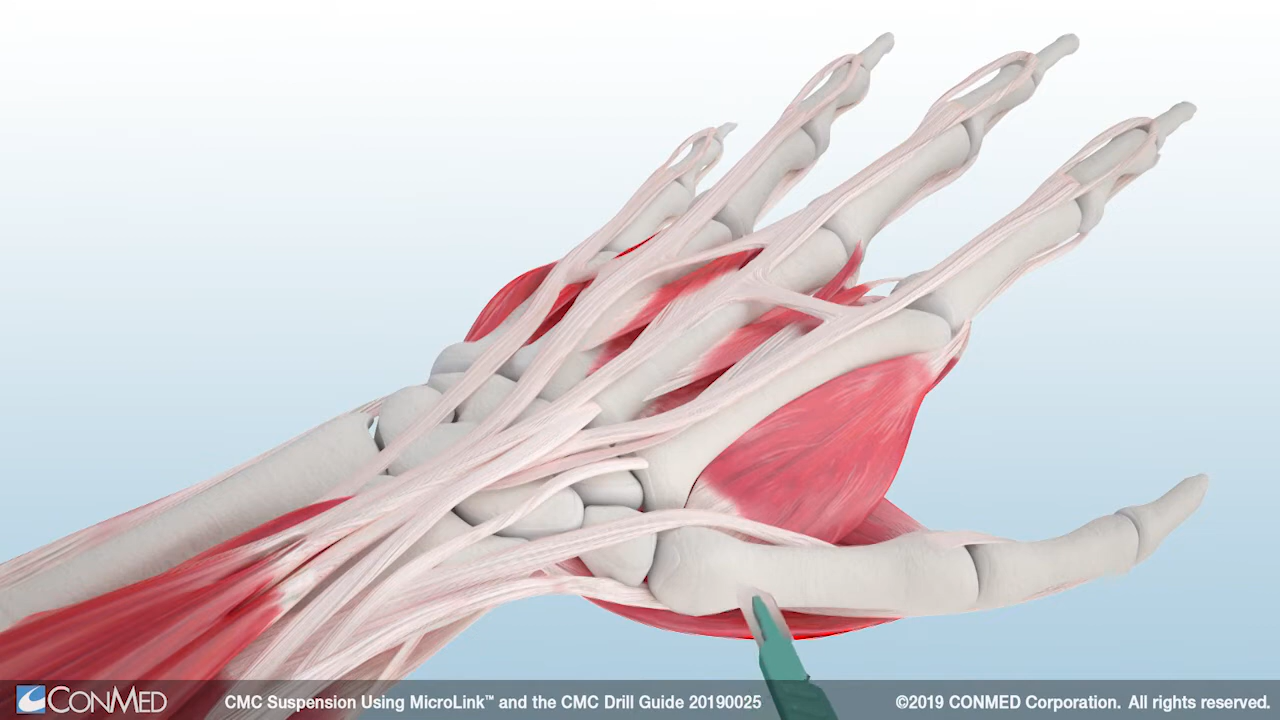 CONMED
CMC Suspension Using MicroLink™ and the CMC Drill Guide 20190025
©2019 CONMED Corporation. All rights reserved.